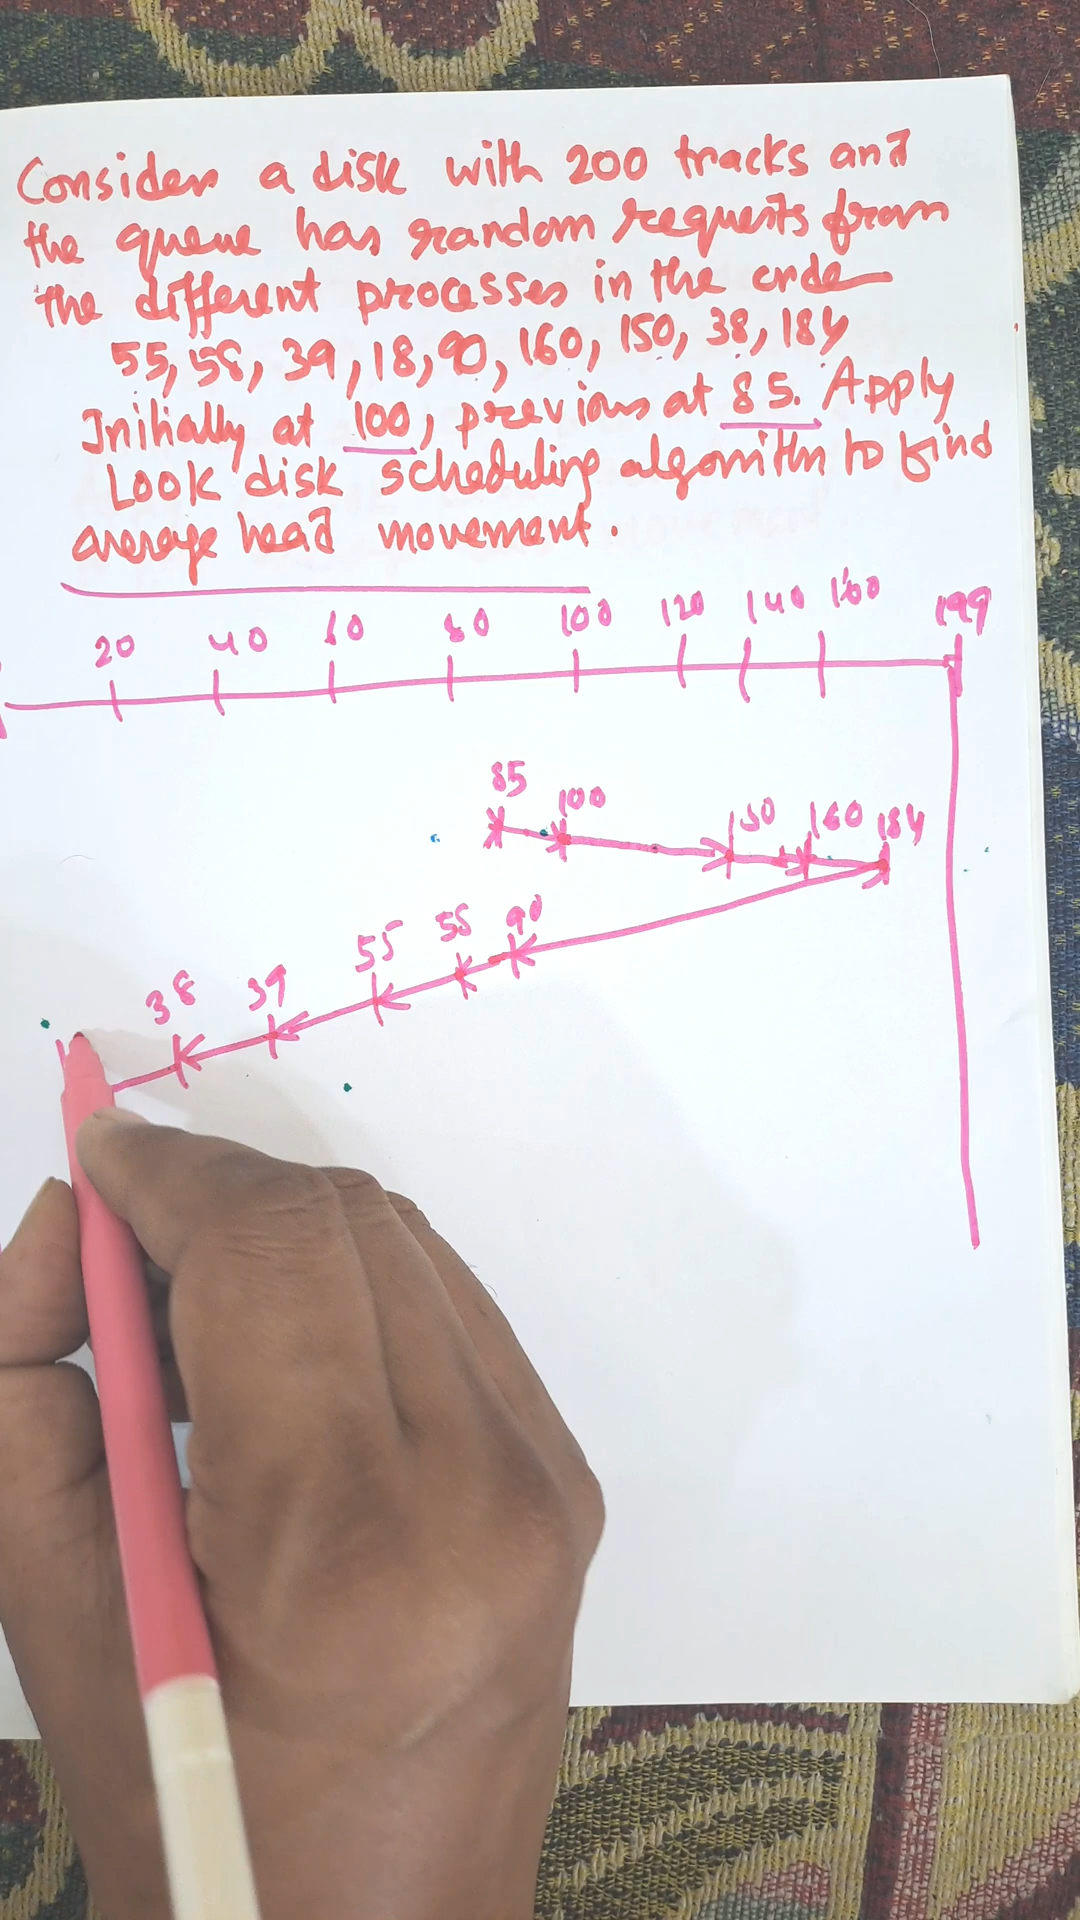 Consider a disk with 200 tracks and
the queue has random requests from
the different processes in the orde
55, 58, 39, 18, 90, 160, 150, 38, 184
Initially at 100, previous at 85. Apply
Look disk scheduling algorithm to find
average head movement.
20 40 60 80 100 120 140 160 199
85 100 150 160 184
38 39 55 58 90